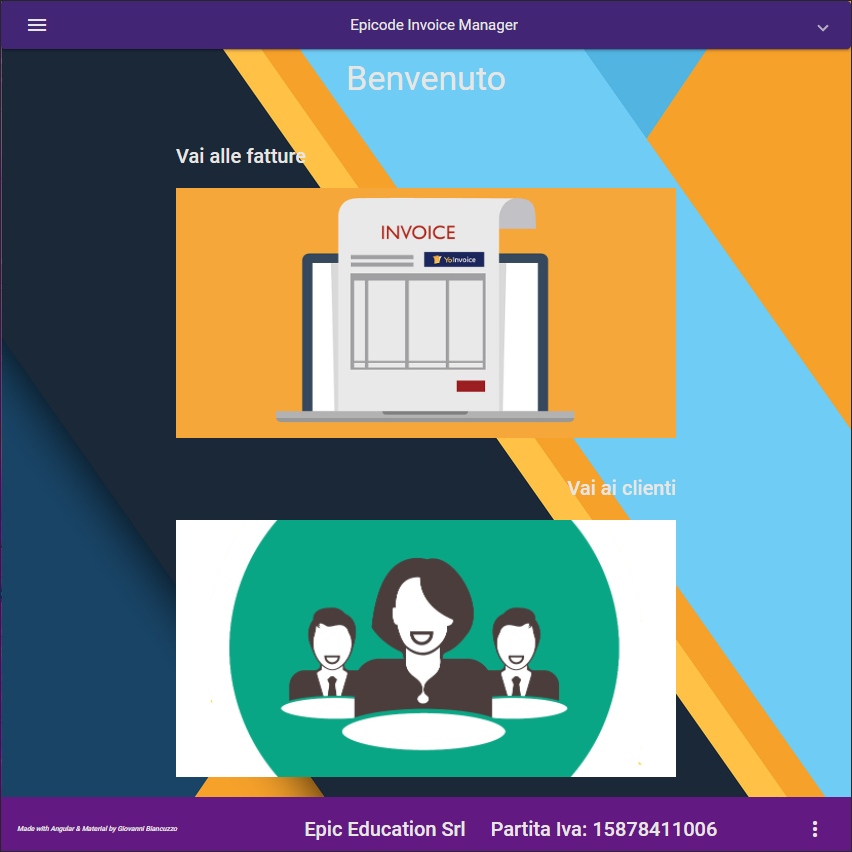 Epicode Invoice Manager
Benvenuto
Vai alle fatture
INVOICE
YoInvoice
Vai ai clienti
Made with Angular & Material by Giovanni Biancuzzo
Epic Education Srl Partita Iva: 15878411006